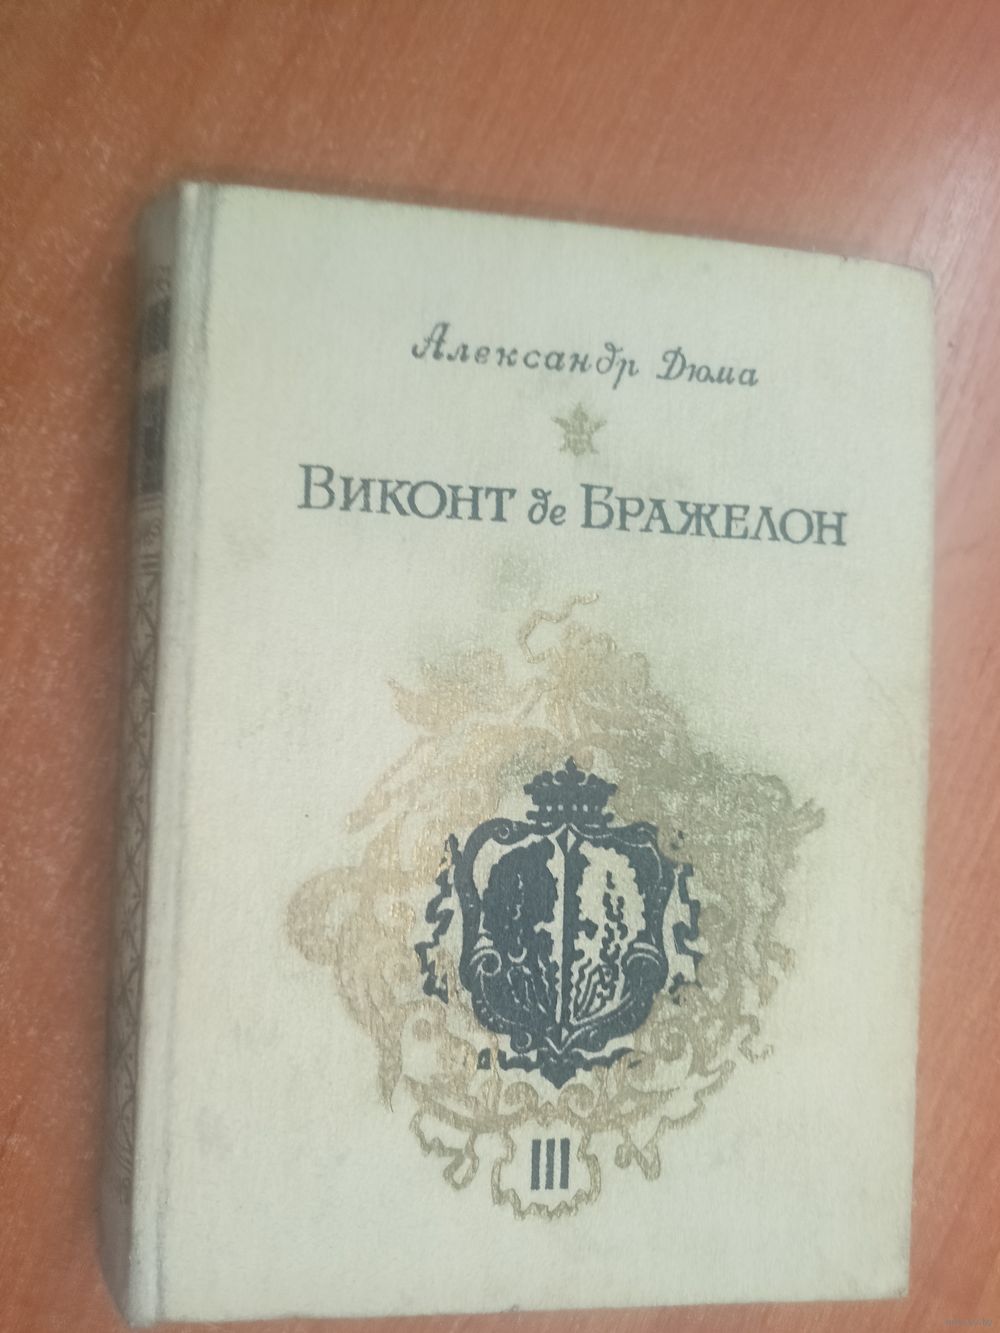 Александр Дюма
Виконт де Бражелон
III